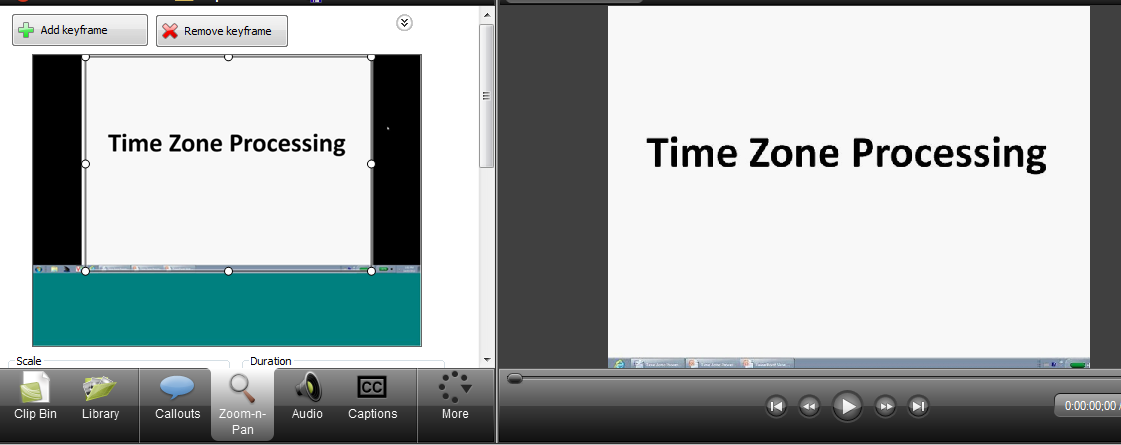 Add keyframe
Remove keyframe
Time Zone Processing
Time Zone Processing
Scale
Duration
Clip Bin
Library
Callouts
Zoom-n-
Pan
Audio
CC
Captions
More
0:00:00;00 /